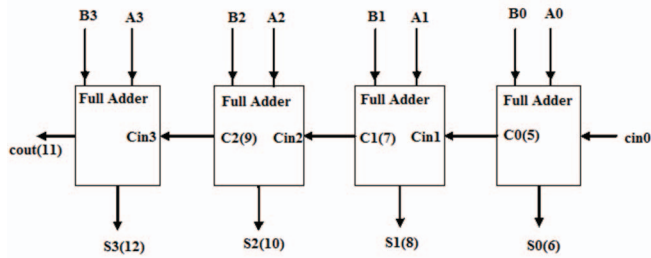 B3 A3 B2 A2 B1 A1 B0 A0
Full Adder Full Adder Full Adder Full Adder
cout(11) Cin3 C2(9) Cin2 C1(7) Cin1 C0(5) cin0
S3(12) S2(10) S1(8) S0(6)